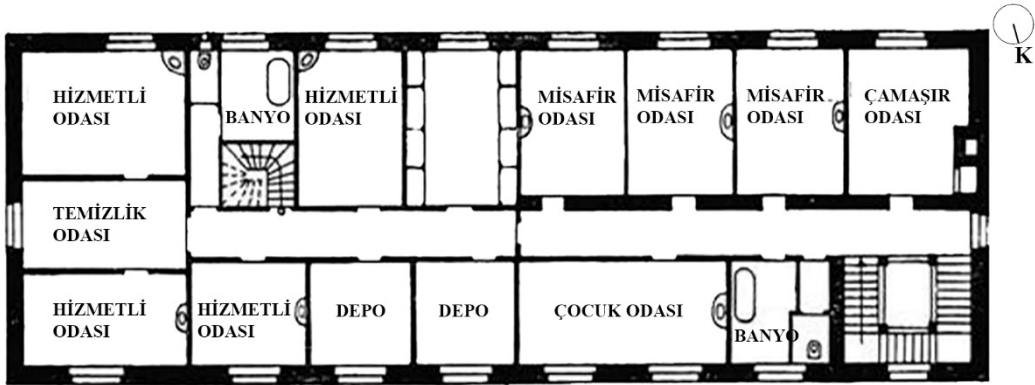 K
HİZMETLİ
ODASI
BANYO
HİZMETLİ
ODASI
MİSAFİR
ODASI
MİSAFİR
ODASI
MİSAFİR
ODASI
ÇAMAŞIR
ODASI
TEMİZLİK
ODASI
HİZMETLİ
ODASI
HİZMETLİ
ODASI
DEPO
DEPO
ÇOCUK ODASI
BANYO